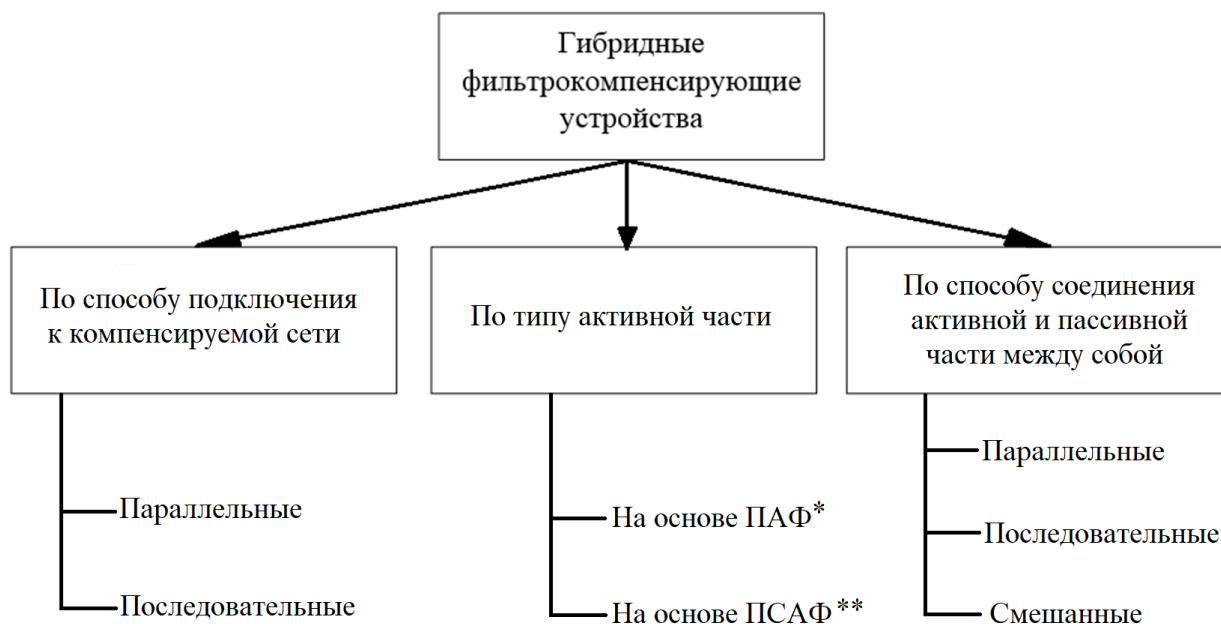 Гибридные
фильтрокомпенсирующие
устройства
По способу подключения
к компенсируемой сети
Параллельные
Последовательные
По типу активной части
На основе ПАФ*
На основе ПСАФ**
По способу соединения
активной и пассивной
части между собой
Параллельные
Последовательные
Смешанные